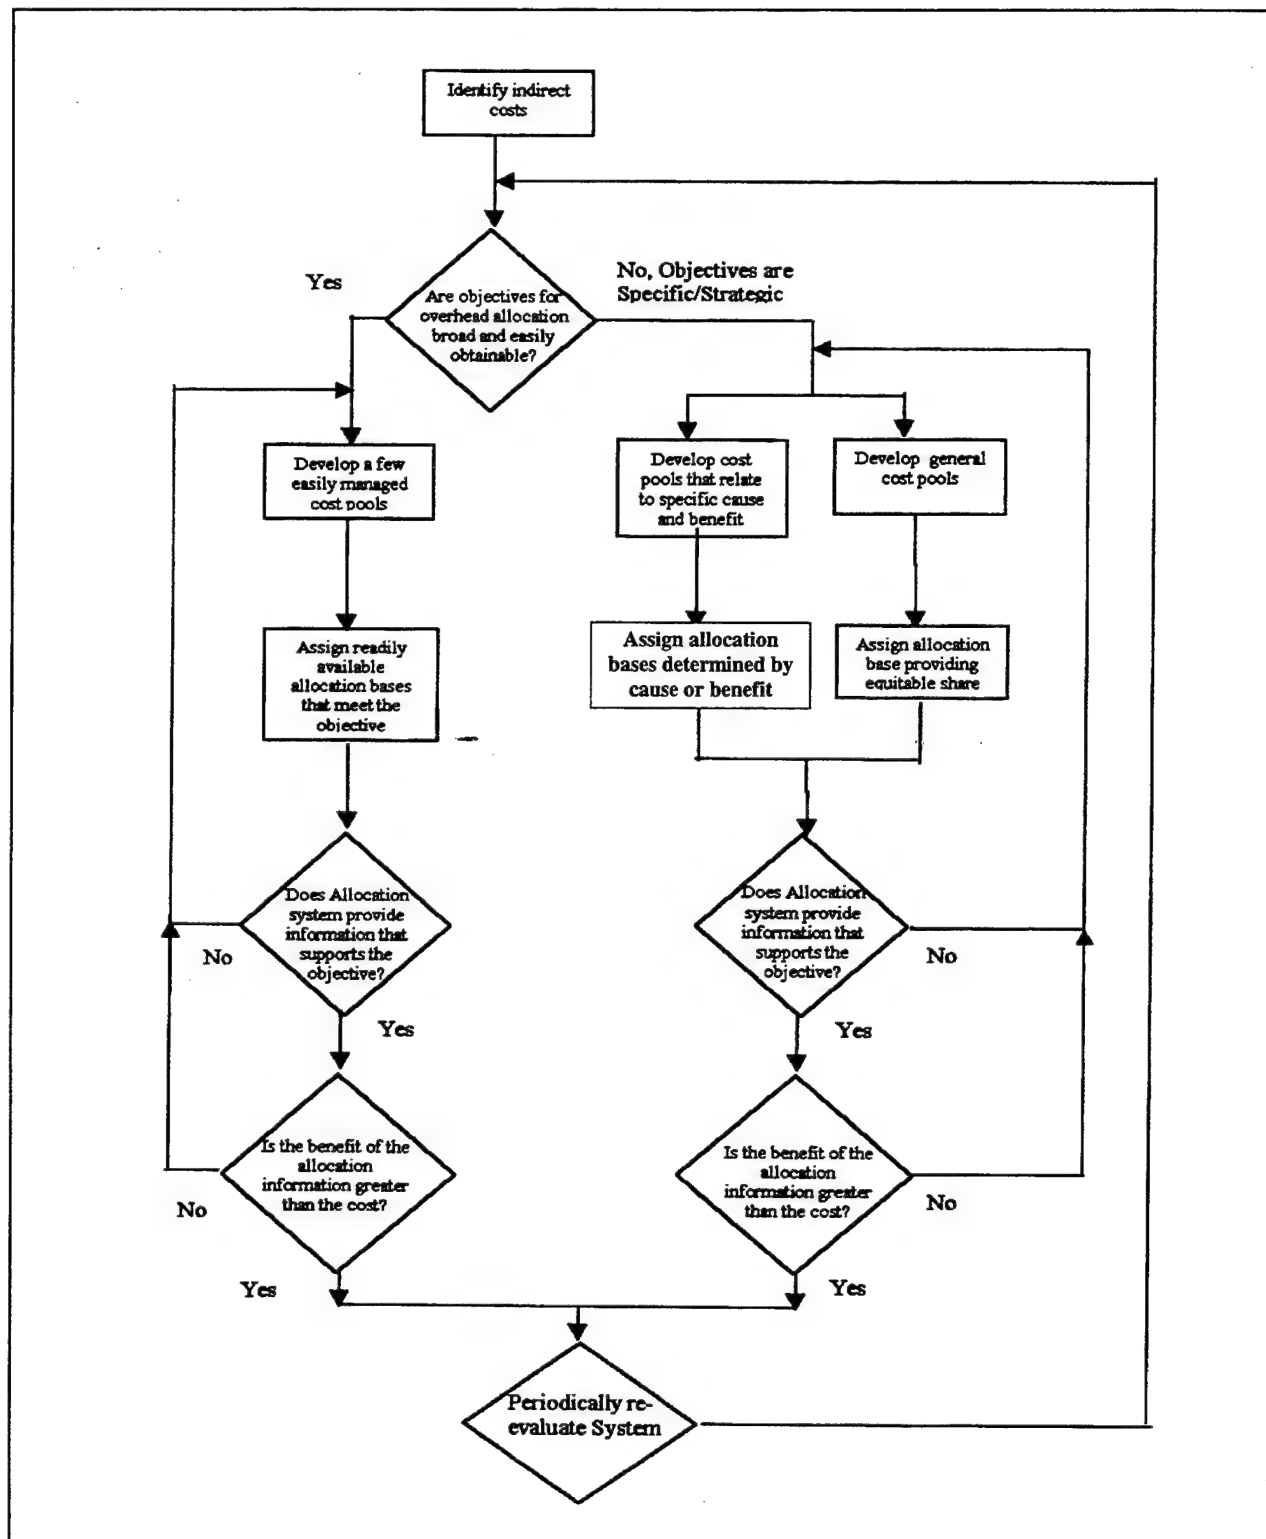 Identify indirect
costs
Yes
No, Objectives are
Specific/Strategic
Are objectives for
overhead allocation
broad and easily
obtainable?
Develop a few
easily managed
cost pools
Develop cost
pools that relate
to specific cause
and benefit
Develop general
cost pools
Assign readily
available
allocation bases
that meet the
objective
Assign allocation
bases determined by
cause or benefit
Assign allocation
base providing
equitable share
Does Allocation
system provide
information that
supports the
objective?
No
Yes
Does Allocation
system provide
information that
supports the
objective?
No
Yes
Is the benefit of the
allocation
information greater
than the cost?
No
Yes
Is the benefit of the
allocation
information greater
than the cost?
No
Yes
Periodically re-
evaluate System